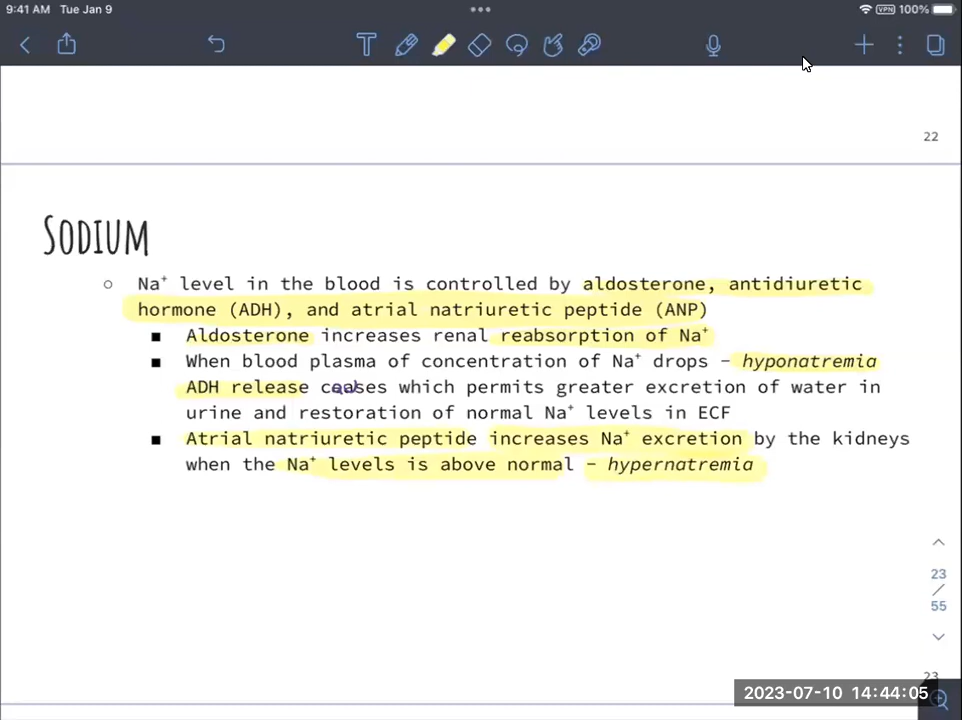 9:41 AM Tue Jan 9
VPN 100%
22
SODIUM
Na+ level in the blood is controlled by aldosterone, antidiuretic
hormone (ADH), and atrial natriuretic peptide (ANP)
Aldosterone increases renal reabsorption of Na+
When blood plasma of concentration of Na+ drops – hyponatremia
ADH release causes which permits greater excretion of water in
urine and restoration of normal Na+ levels in ECF
Atrial natriuretic peptide increases Na+ excretion by the kidneys
when the Na+ levels is above normal – hypernatremia
23
/
55
23
2023-07-10 14:44:05